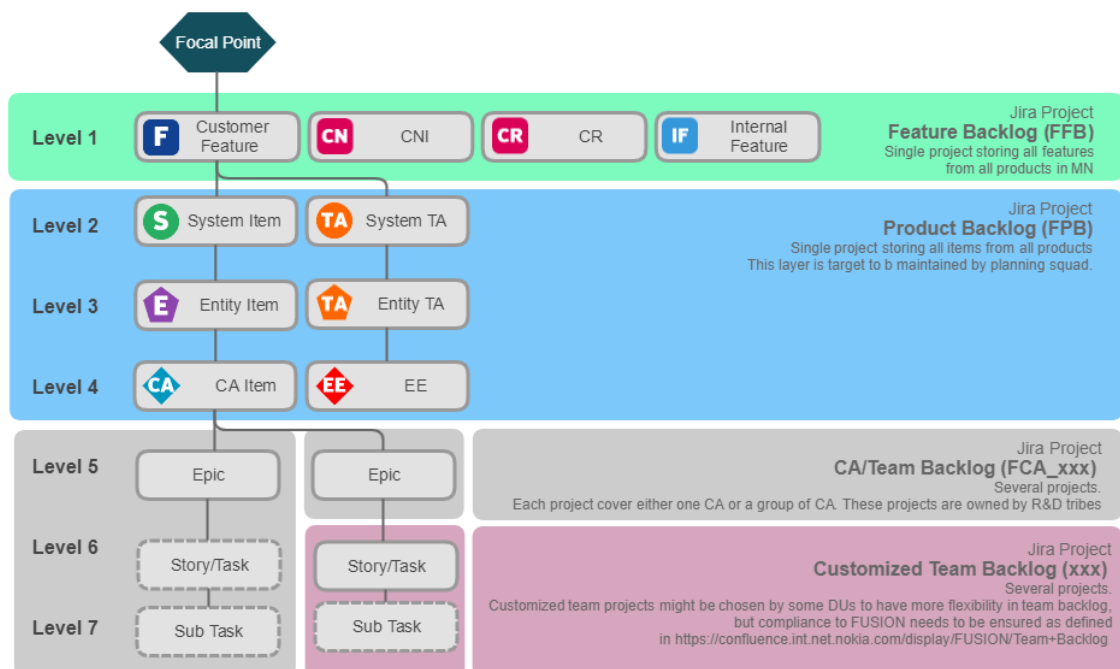 Focal Point
Level 1
F
Customer
Feature
CN
CNI
CR
CR
IF
Internal
Feature
Jira Project
Feature Backlog (FFB)
Single project storing all features
from all products in MN
Level 2
S
System Item
TA
System TA
Jira Project
Product Backlog (FPB)
Single project storing all items from all products
This layer is target to b maintained by planning squad.
Level 3
E
Entity Item
TA
Entity TA
Level 4
CA
CA Item
EE
EE
Level 5
Epic
Epic
Jira Project
CA/Team Backlog (FCA_xxx)
Several projects.
Each project cover either one CA or a group of CA. These projects are owned by R&D tribes
Level 6
Story/Task
Story/Task
Jira Project
Customized Team Backlog (xxx)
Several projects.
Customized team projects might be chosen by some DUs to have more flexibility in team backlog,
but compliance to FUSION needs to be ensured as defined
in https://confluence.int.net.nokia.com/display/FUSION/Team+Backlog
Level 7
Sub Task
Sub Task